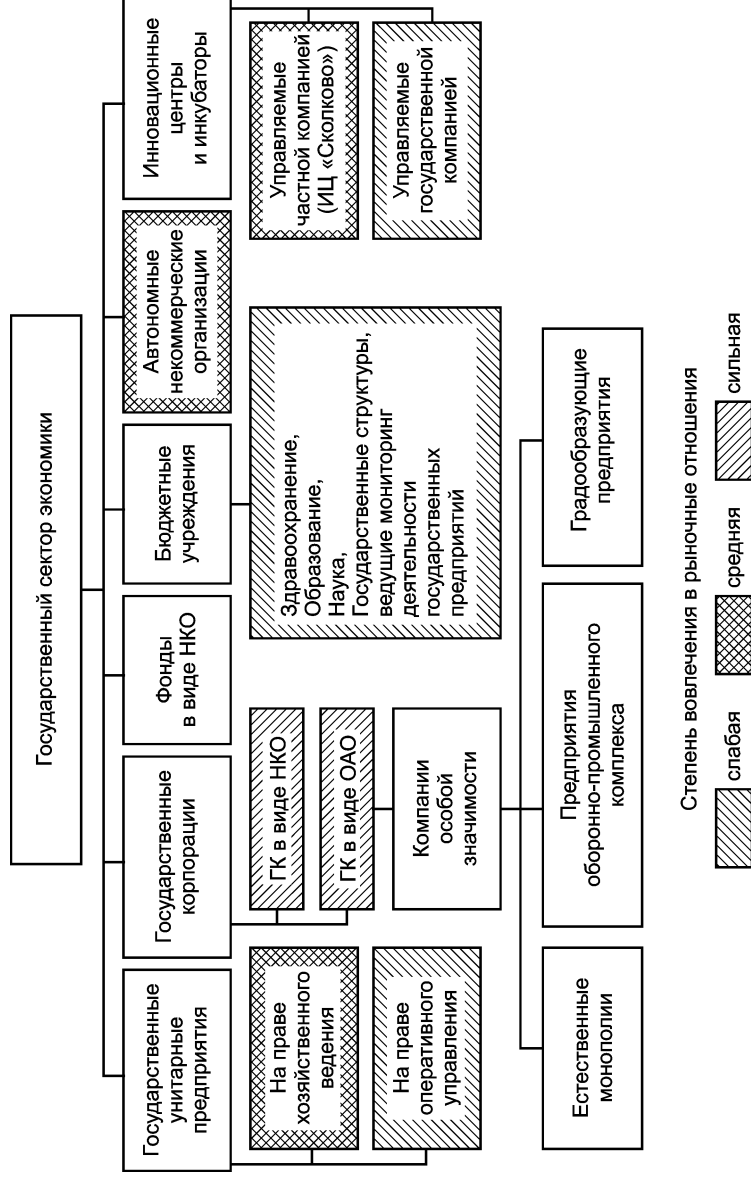 Государственный сектор экономики
Государственные
унитарные
предприятия
Государственные
корпорации
Фонды
в виде НКО
Бюджетные
учреждения
Автономные
некоммерческие
организации
Инновационные
центры
и инкубаторы
На праве
хозяйственного
ведения
На праве
оперативного
управления
ГК в виде НКО
ГК в виде ОАО
Компании
особой
значимости
Здравоохранение,
Образование,
Наука,
Государственные структуры,
ведущие мониторинг
деятельности
государственных
предприятий
Управляемые
частной компанией
(ИЦ «Сколково»)
Управляемые
государственной
компанией
Естественные
монополии
Предприятия
оборонно-промышленного
комплекса
Градообразующие
предприятия
Степень вовлечения в рыночные отношения
слабая
средняя
сильная